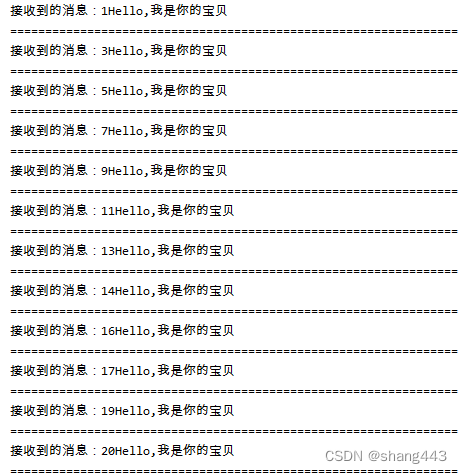 接收到的消息：1Hello,我是你的宝贝
================================================================
接收到的消息：3Hello,我是你的宝贝
================================================================
接收到的消息：5Hello,我是你的宝贝
================================================================
接收到的消息：7Hello,我是你的宝贝
================================================================
接收到的消息：9Hello,我是你的宝贝
================================================================
接收到的消息：11Hello,我是你的宝贝
================================================================
接收到的消息：13Hello,我是你的宝贝
================================================================
接收到的消息：14Hello,我是你的宝贝
================================================================
接收到的消息：16Hello,我是你的宝贝
================================================================
接收到的消息：17Hello,我是你的宝贝
================================================================
接收到的消息：19Hello,我是你的宝贝
================================================================
接收到的消息：20Hello,我是你的宝贝
CSDN @shang443
================================================================